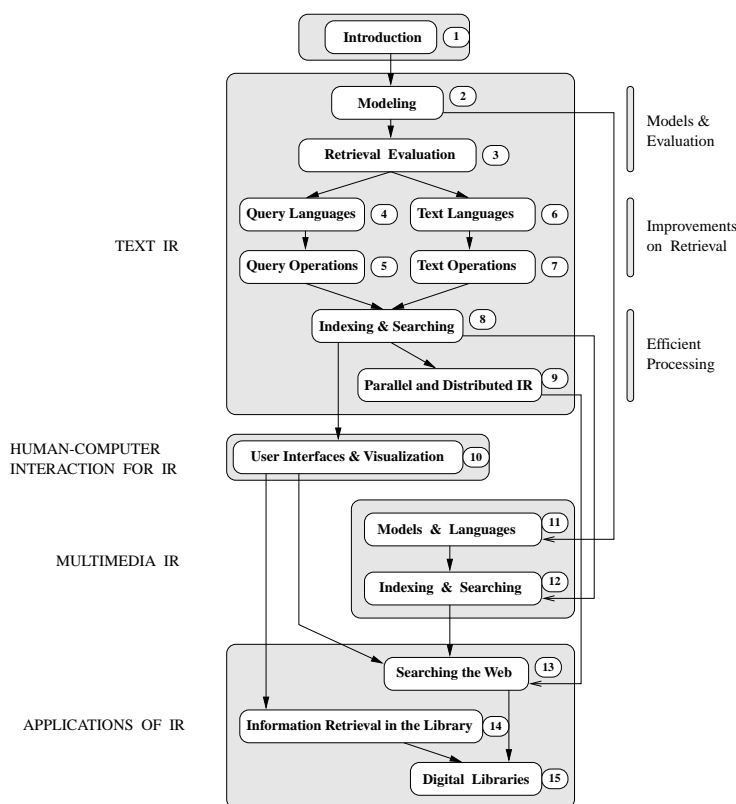 Introduction
1
Modeling
2
Models &
Evaluation
Retrieval Evaluation
3
Query Languages
4
Text Languages
6
TEXT IR
Improvements
on Retrieval
Query Operations
5
Text Operations
7
Indexing & Searching
8
Efficient
Processing
Parallel and Distributed IR
9
HUMAN-COMPUTER
INTERACTION FOR IR
User Interfaces & Visualization
10
MULTIMEDIA IR
Models & Languages
11
Indexing & Searching
12
APPLICATIONS OF IR
Searching the Web
13
Information Retrieval in the Library
14
Digital Libraries
15